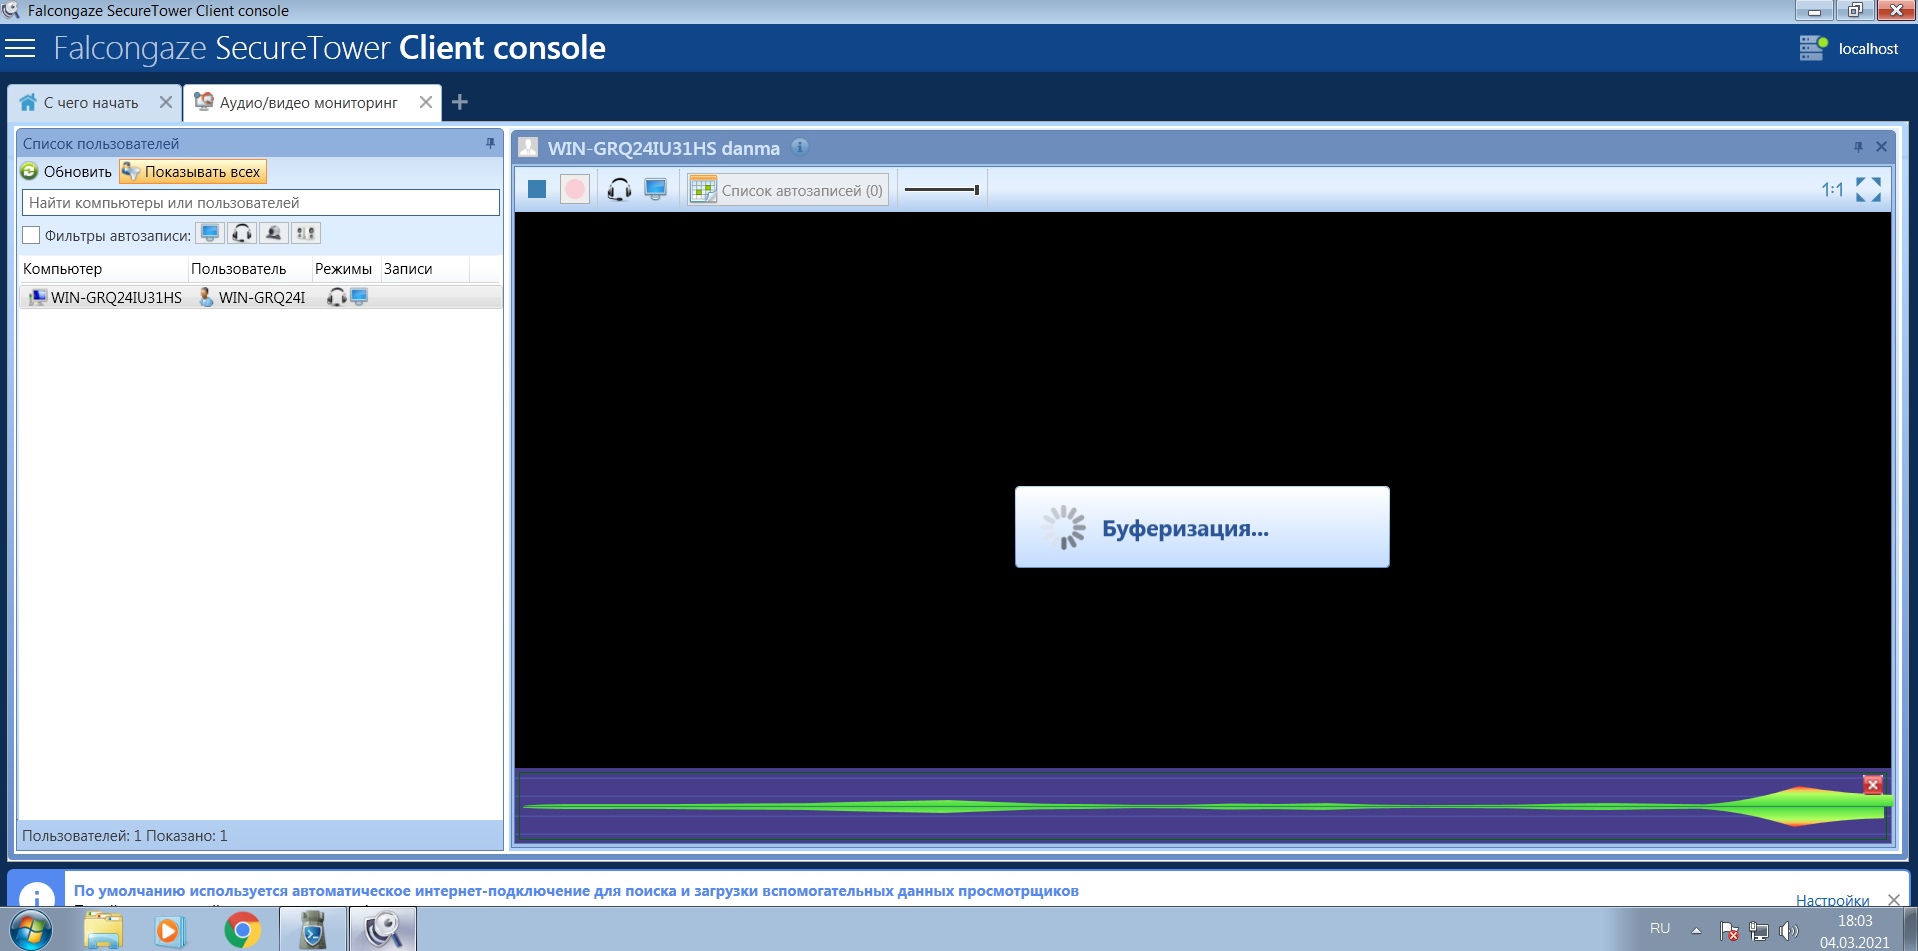 Falcongaze SecureTower Client console
Falcongaze SecureTower Client console
localhost
С чего начать
Аудио/видео мониторинг
Список пользователей
Обновить
Показывать всех
Найти компьютеры или пользователей
Фильтры автозаписи:
Компьютер Пользователь Режимы Записи
WIN-GRQ24IU31HS WIN-GRQ24I
Пользователей: 1 Показано: 1
WIN-GRQ24IU31HS danma
Список автозаписей (0)
1:1
Буферизация...
По умолчанию используется автоматическое интернет-подключение для поиска и загрузки вспомогательных данных просмотрщиков
Настройки
RU
18:03
04.03.2021